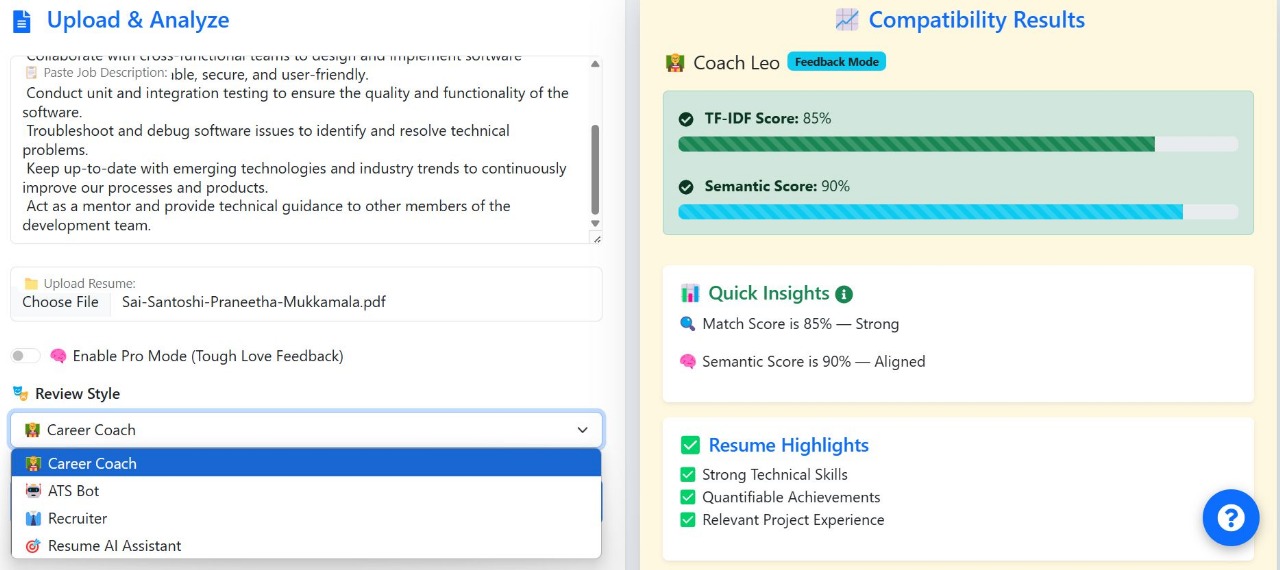 Upload & Analyze
Collaborate with cross-functional teams to design and implement software
Paste Job Description:
ble, secure, and user-friendly.
Conduct unit and integration testing to ensure the quality and functionality of the
software.
Troubleshoot and debug software issues to identify and resolve technical
problems.
Keep up-to-date with emerging technologies and industry trends to continuously
improve our processes and products.
Act as a mentor and provide technical guidance to other members of the
development team.
Upload Resume:
Choose File Sai-Santoshi-Praneetha-Mukkamala.pdf
Enable Pro Mode (Tough Love Feedback)
Review Style
Career Coach
Career Coach
ATS Bot
Recruiter
Resume AI Assistant
Compatibility Results
Coach Leo Feedback Mode
TF-IDF Score: 85%
Semantic Score: 90%
Quick Insights
Match Score is 85% — Strong
Semantic Score is 90% — Aligned
Resume Highlights
Strong Technical Skills
Quantifiable Achievements
Relevant Project Experience